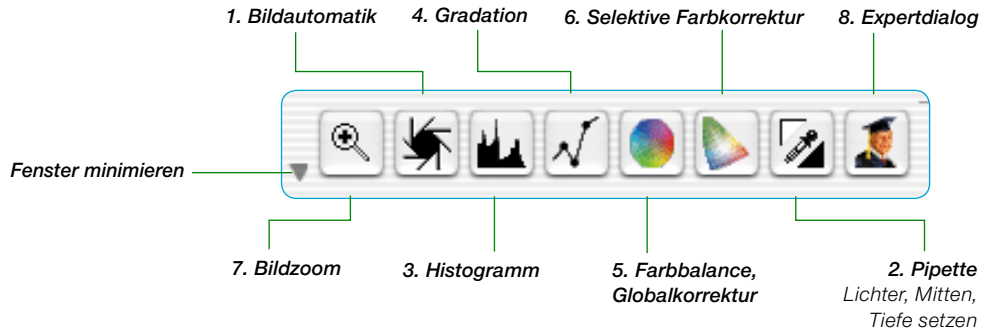 1. Bildautomatik
4. Gradation
6. Selektive Farbkorrektur
8. Expertdialog
Fenster minimieren
7. Bildzoom
3. Histogramm
5. Farbbalance,
Globalkorrektur
2. Pipette
Lichter, Mitten,
Tiefe setzen